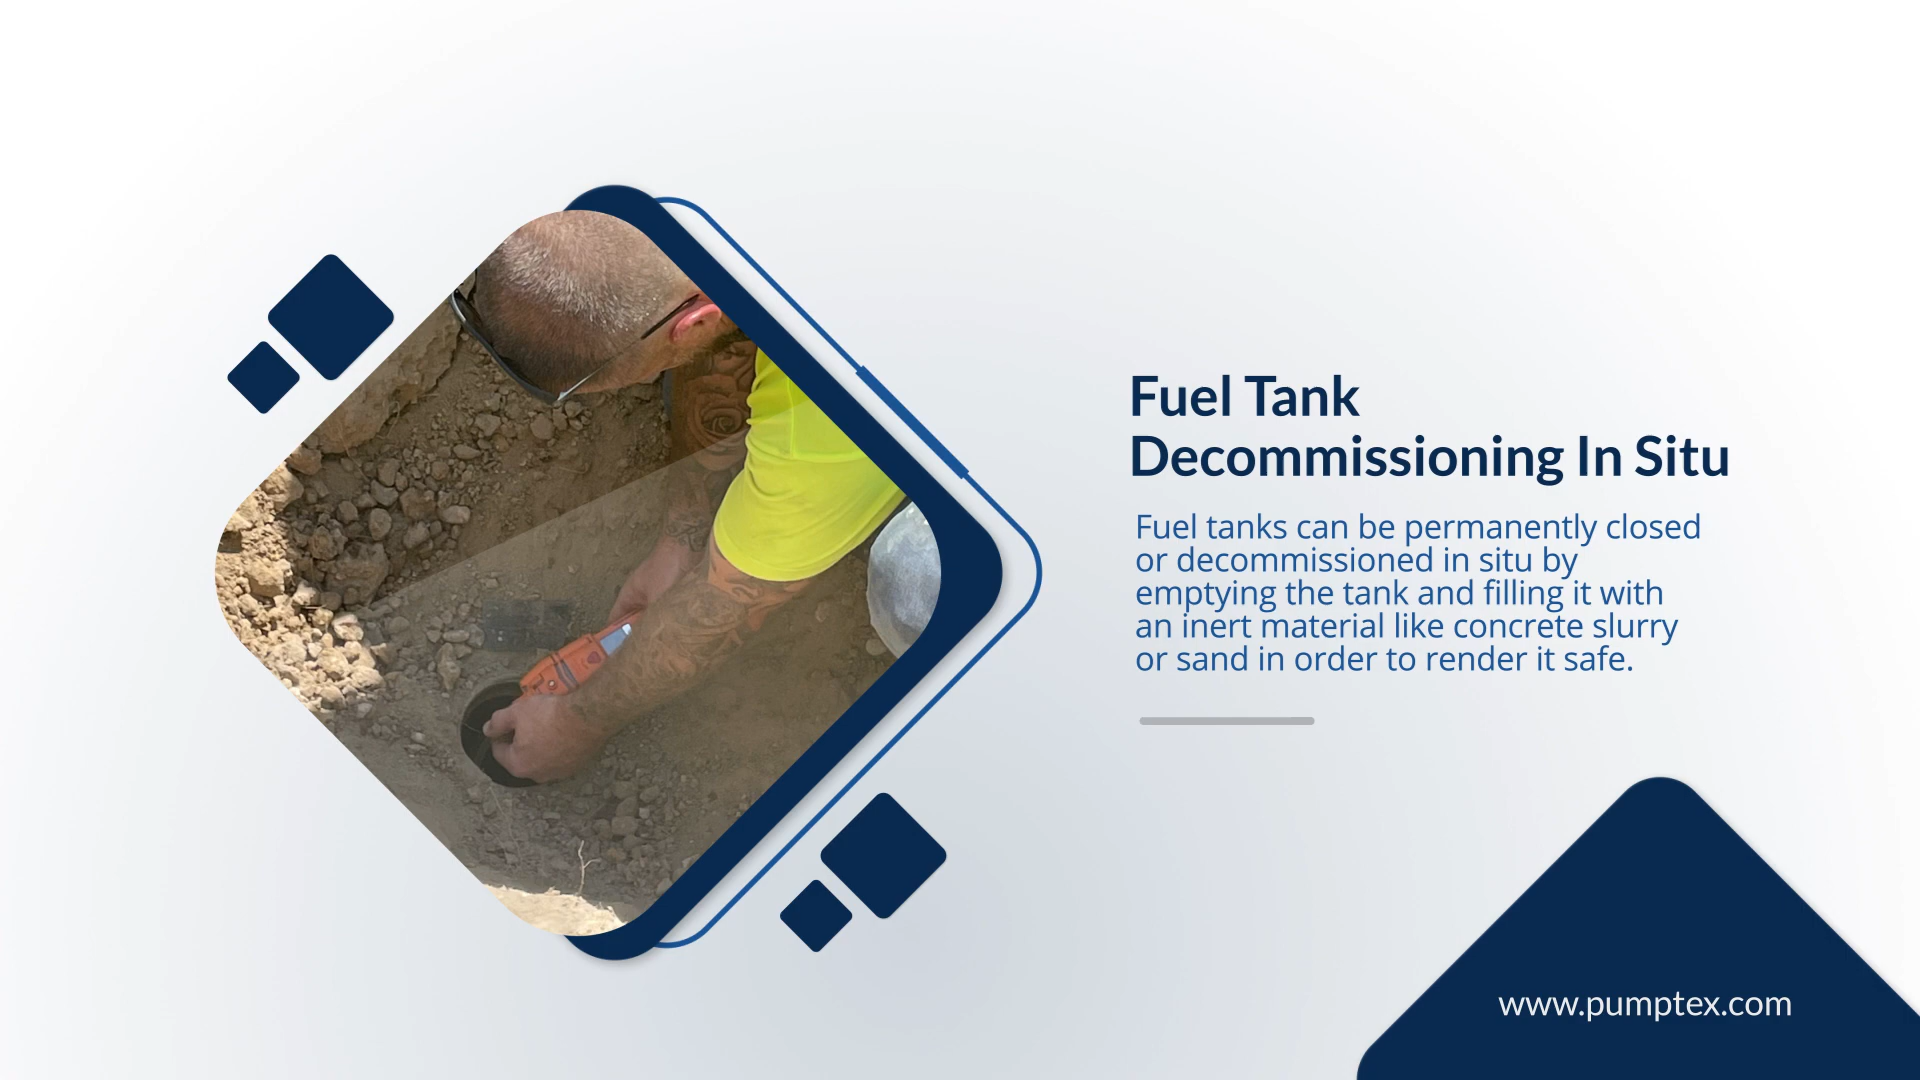 Fuel Tank
Decommissioning In Situ
Fuel tanks can be permanently closed
or decommissioned in situ by
emptying the tank and filling it with
an inert material like concrete slurry
or sand in order to render it safe.
www.pumptex.com